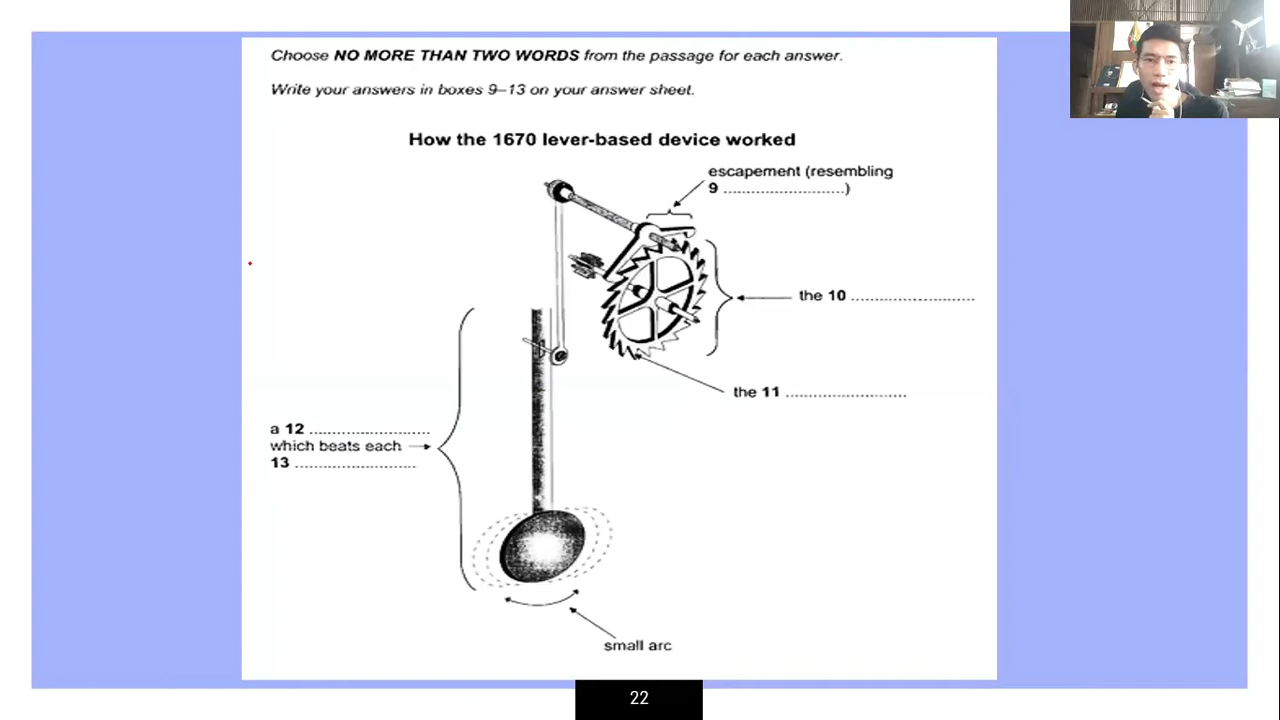 Choose NO MORE THAN TWO WORDS from the passage for each answer.
Write your answers in boxes 9–13 on your answer sheet.
How the 1670 lever-based device worked
escapement (resembling
9 ........................)
the 10 ........................
the 11 ........................
a 12 ........................
which beats each
13 ........................
small arc
22